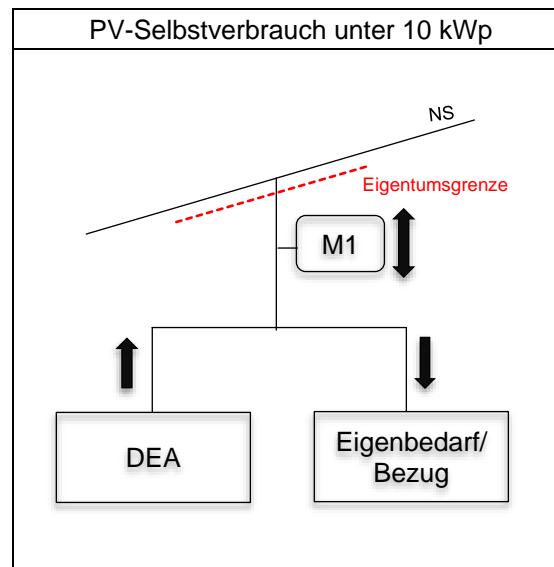 PV-Selbstverbrauch unter 10 kWp
NS
Eigentumsgrenze
M1
DEA
Eigenbedarf/
Bezug